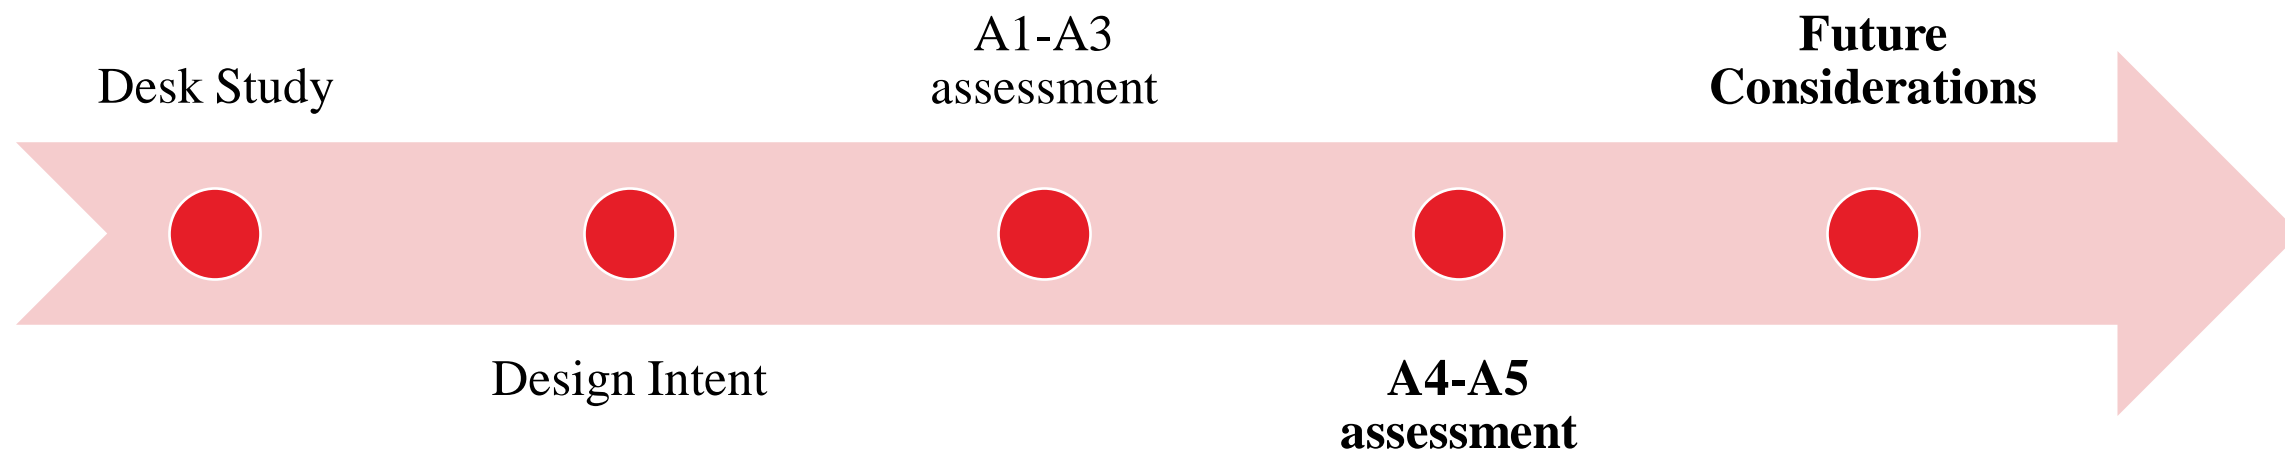 Desk Study
Design Intent
A1-A3
assessment
A4-A5
assessment
Future
Considerations